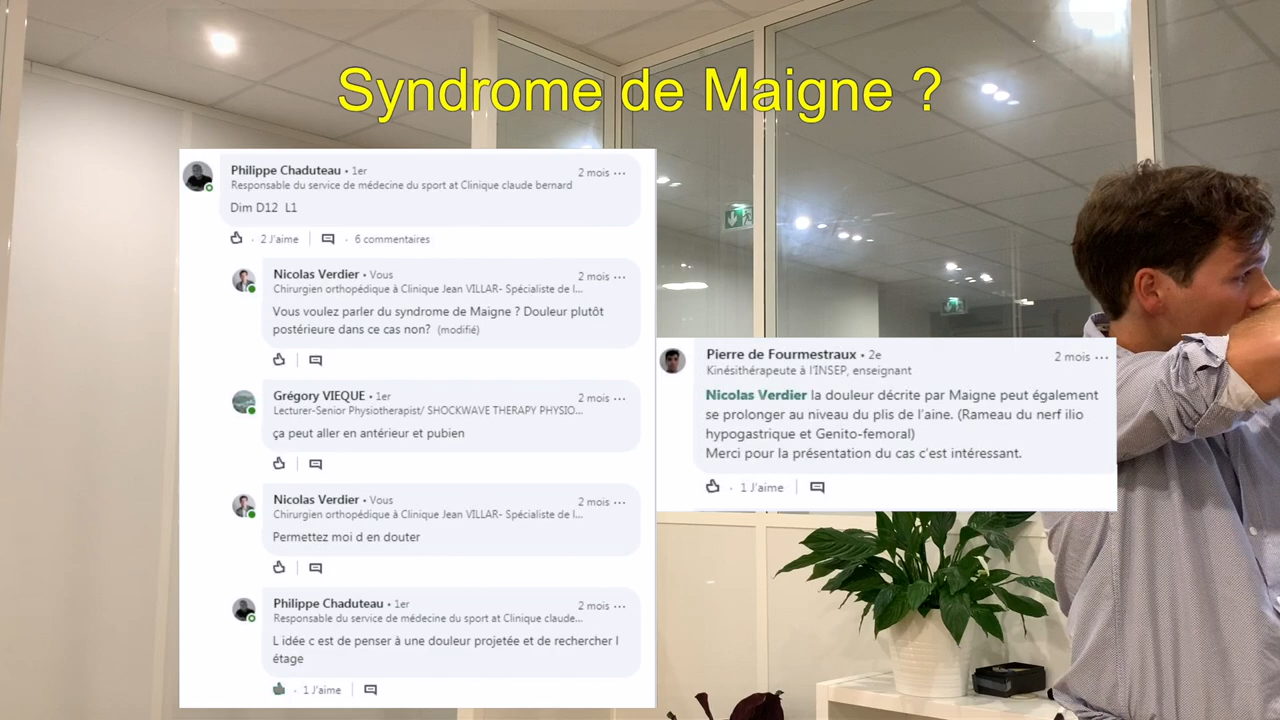 Syndrome de Maigne ?
Philippe Chaduteau • 1er
2 mois ...
Responsable du service de médecine du sport at Clinique claude bernard
Dim D12 L1
· 2 J'aime | · 6 commentaires
Nicolas Verdier • Vous
2 mois ...
Chirurgien orthopédique à Clinique Jean VILLAR- Spécialiste de l...
Vous voulez parler du syndrome de Maigne ? Douleur plutôt
postérieure dans ce cas non? (modifié)
Grégory VIEQUE • 1er
2 mois ...
Lecturer-Senior Physiotherapist/ SHOCKWAVE THERAPY PHYSIO...
ça peut aller en antérieur et pubien
Nicolas Verdier • Vous
2 mois ...
Chirurgien orthopédique à Clinique Jean VILLAR- Spécialiste de l...
Permettez moi d en douter
Philippe Chaduteau • 1er
2 mois ...
Responsable du service de médecine du sport at Clinique claude...
L idée c est de penser à une douleur projetée et de rechercher l
étage
· 1 J'aime
Pierre de Fourmestraux • 2e
2 mois ...
Kinésithérapeute à l'INSEP, enseignant
Nicolas Verdier la douleur décrite par Maigne peut également
se prolonger au niveau du plis de l'aine. (Rameau du nerf ilio
hypogastrique et Genito-femoral)
Merci pour la présentation du cas c'est intéressant.
· 1 J'aime